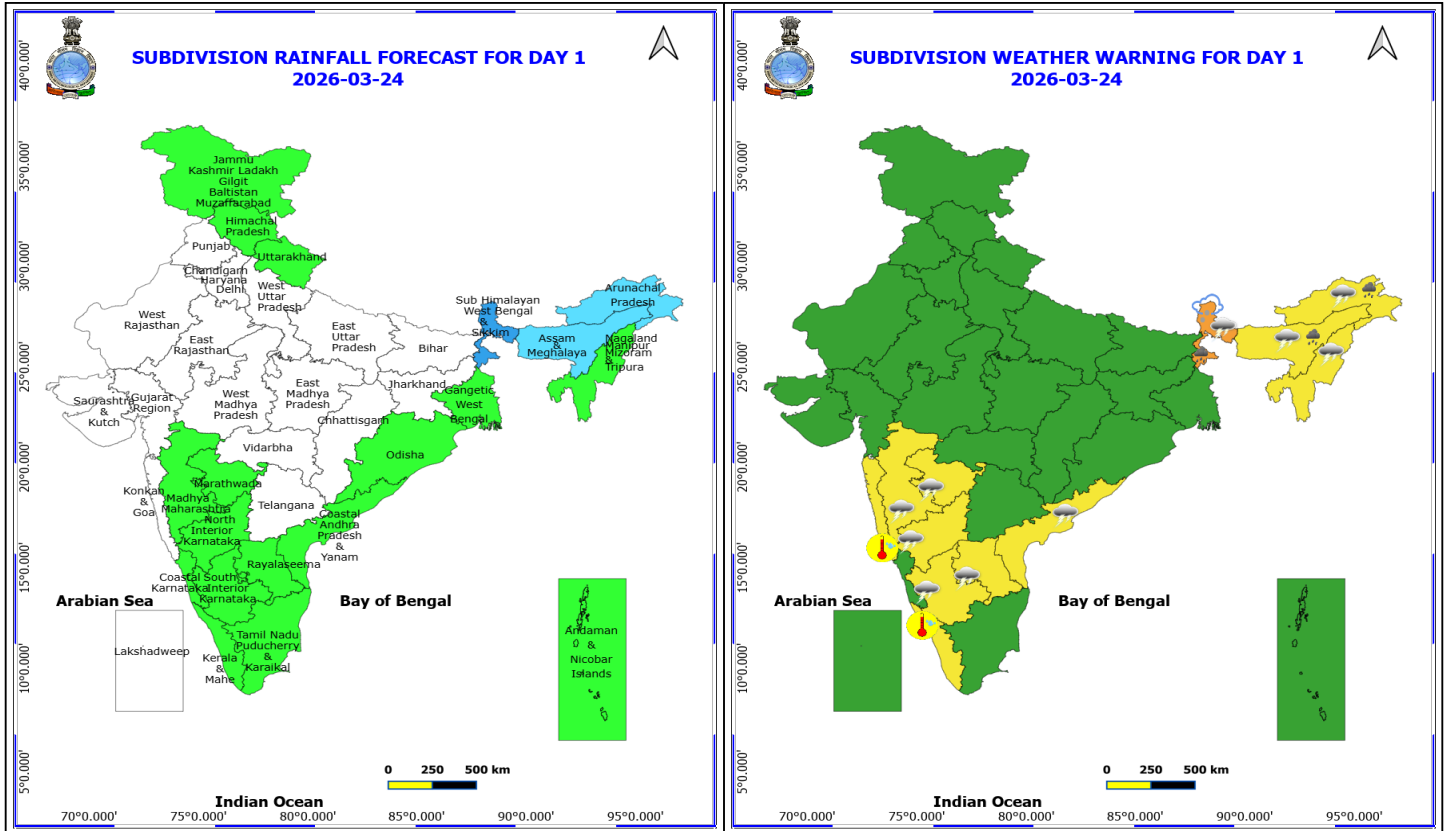 SUBDIVISION RAINFALL FORECAST FOR DAY 1
2026-03-24
40°0.000'
35°0.000'
30°0.000'
25°0.000'
20°0.000'
15°0.000'
10°0.000'
5°0.000'
Jammu
Kashmir Ladakh
Gilgit
Baltistan
Muzaffarabad
Himachal
Pradesh
Punjab
Uttarakhand
Chandigarh
Haryana
Delhi
West
Uttar
Pradesh
West
Rajasthan
East
Rajasthan
East
Uttar
Pradesh
Bihar
Sub Himalayan
West Bengal
&
Sikkim
Arunachal
Pradesh
Assam
&
Meghalaya
Nagaland
Manipur
Mizoram
&
Tripura
Saurashtra
&
Kutch
Gujarat
Region
West
Madhya
Pradesh
East
Madhya
Pradesh
Jharkhand
Gangetic
West
Bengal
Chhattisgarh
Vidarbha
Odisha
Konkan
&
Goa
Madhya
Maharashtra
Marathwada
Telangana
North
Interior
Karnataka
Coastal
Andhra
Pradesh
&
Yanam
Rayalaseema
Coastal
Karnataka
South
Interior
Karnataka
Arabian Sea
Bay of Bengal
Lakshadweep
Kerala
&
Mahe
Tamil Nadu
Puducherry
&
Karaikal
Andaman
&
Nicobar
Islands
0 250 500 km
Indian Ocean
70°0.000' 75°0.000' 80°0.000' 85°0.000' 90°0.000' 95°0.000'
SUBDIVISION WEATHER WARNING FOR DAY 1
2026-03-24
40°0.000'
35°0.000'
30°0.000'
25°0.000'
20°0.000'
15°0.000'
10°0.000'
5°0.000'
Arabian Sea
Bay of Bengal
0 250 500 km
Indian Ocean
70°0.000' 75°0.000' 80°0.000' 85°0.000' 90°0.000' 95°0.000'